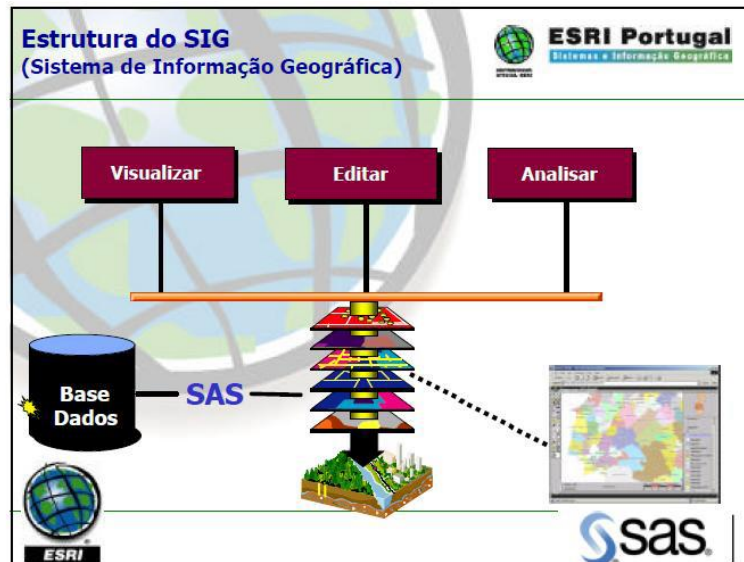 Estrutura do SIG
(Sistema de Informação Geográfica)
ESRI Portugal
Sistemas e Informação Geográfica
Visualizar
Editar
Analisar
Base
Dados
SAS
ESRI
sas